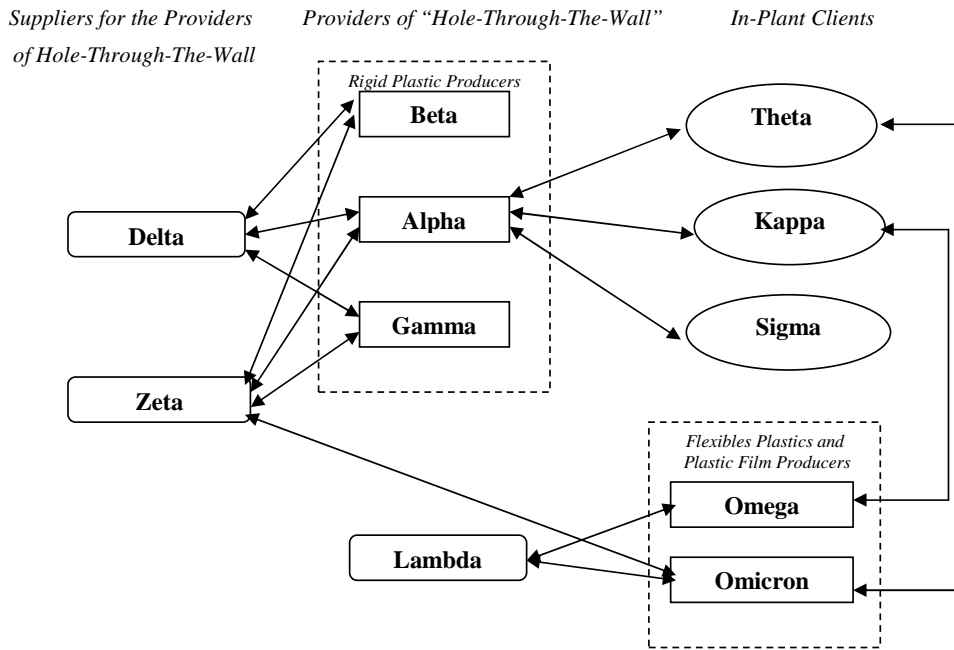 Suppliers for the Providers
of Hole-Through-The-Wall
Providers of “Hole-Through-The-Wall”
In-Plant Clients
Rigid Plastic Producers
Beta
Theta
Delta
Alpha
Kappa
Gamma
Sigma
Zeta
Flexibles Plastics and
Plastic Film Producers
Omega
Lambda
Omicron